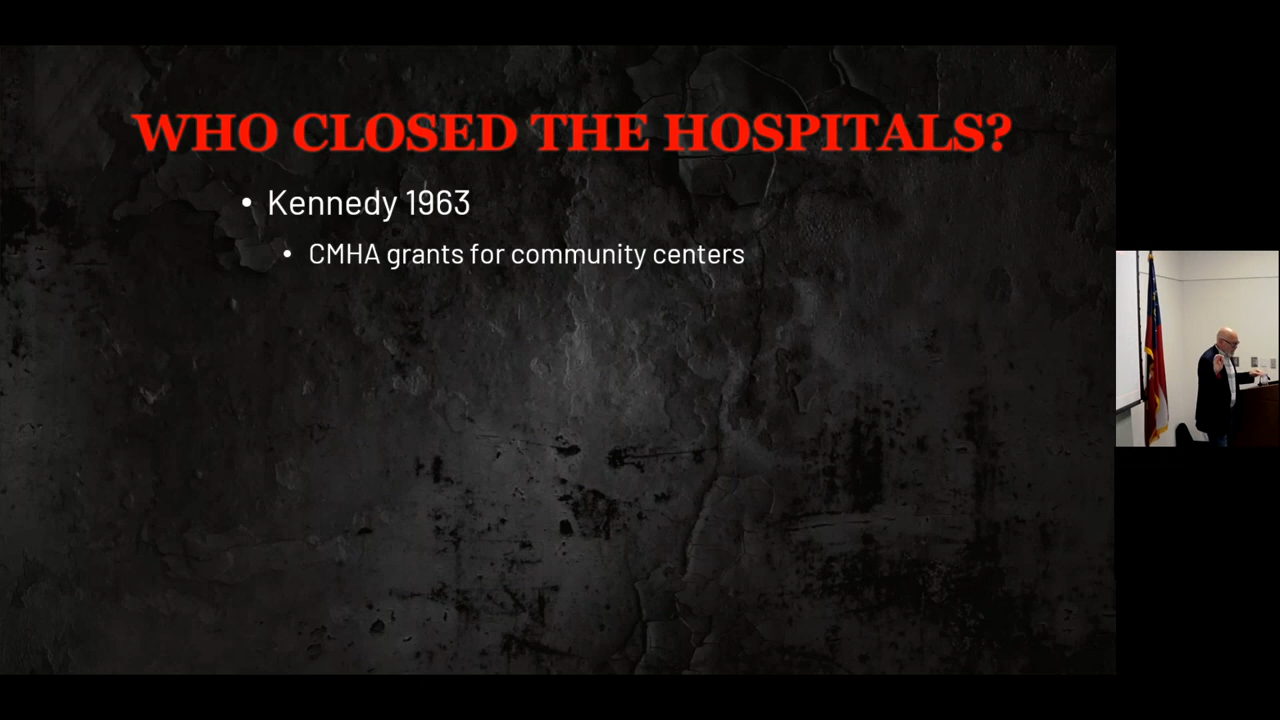 WHO CLOSED THE HOSPITALS?
• Kennedy 1963
• CMHA grants for community centers